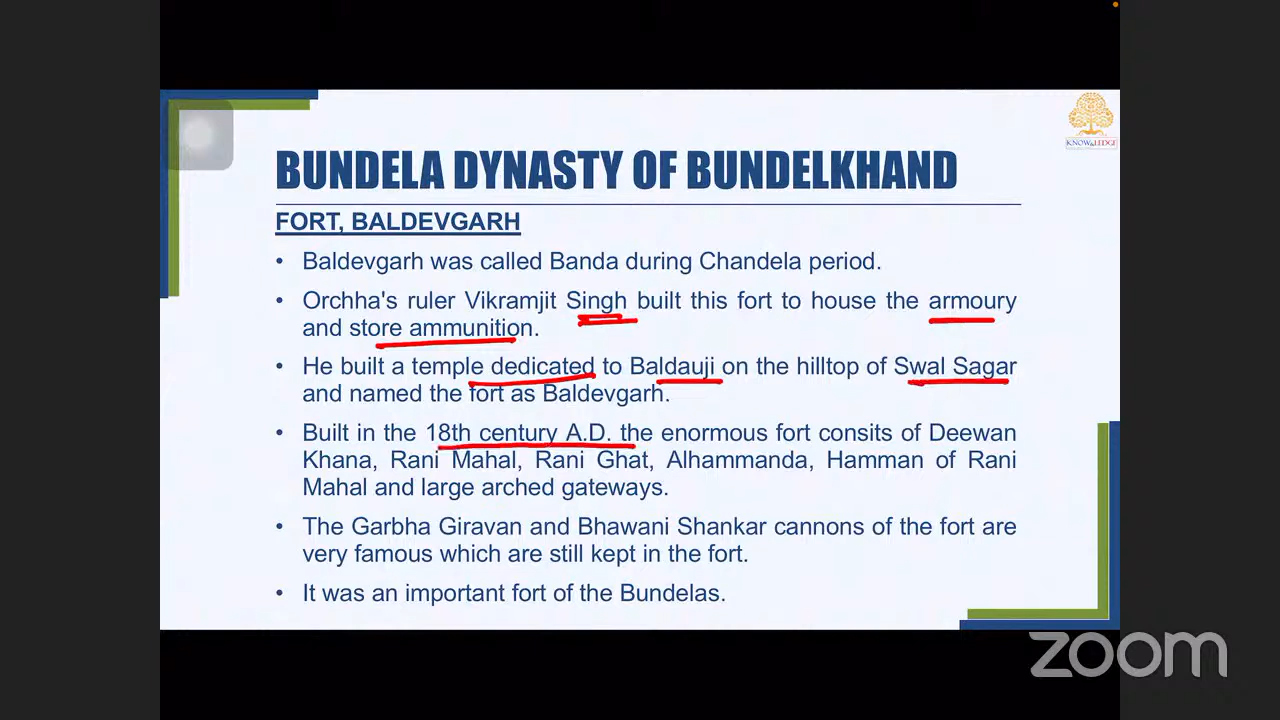 KNOWLEDGE
BUNDELA DYNASTY OF BUNDELKHAND
FORT, BALDEVGARH
• Baldevgarh was called Banda during Chandela period.
• Orchha's ruler Vikramjit Singh built this fort to house the armoury
and store ammunition.
• He built a temple dedicated to Baldauji on the hilltop of Swal Sagar
and named the fort as Baldevgarh.
• Built in the 18th century A.D. the enormous fort consits of Deewan
Khana, Rani Mahal, Rani Ghat, Alhammanda, Hamman of Rani
Mahal and large arched gateways.
• The Garbha Giravan and Bhawani Shankar cannons of the fort are
very famous which are still kept in the fort.
• It was an important fort of the Bundelas.
zoom